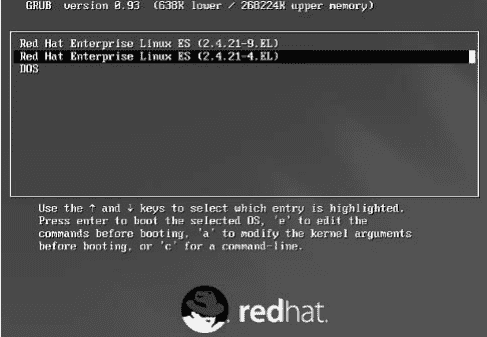 GRUB version 0.93 (638K lower / 268224K upper memory)
Red Hat Enterprise Linux ES (2.4.21-9.EL)
Red Hat Enterprise Linux ES (2.4.21-4.EL)
DOS
Use the ↑ and ↓ keys to select which entry is highlighted.
Press enter to boot the selected OS, 'e' to edit the
commands before booting, 'a' to modify the kernel arguments
before booting, or 'c' for a command-line.
redhat.